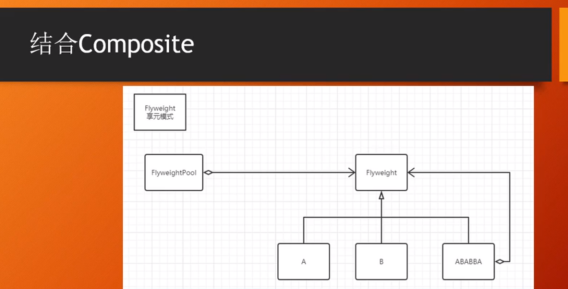 结合Composite
Flyweight
享元模式
FlyweightPool
Flyweight
A
B
ABABBA